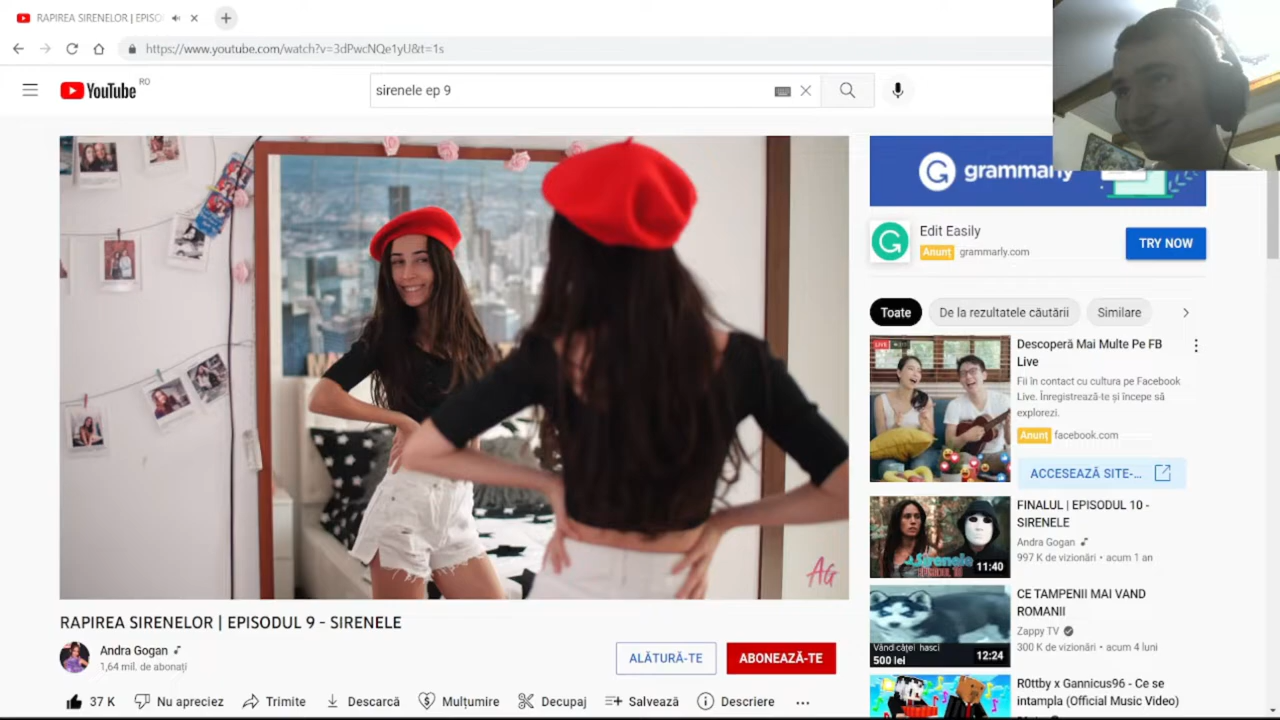 RAPIREA SIRENELOR | EPISO
https://www.youtube.com/watch?v=3dPwcNQe1yU&t=1s
YouTube RO
sirenele ep 9
grammarly
Edit Easily
Anunț grammarly.com
TRY NOW
Toate
De la rezultatele căutării
Similare
LIVE
Descoperă Mai Multe Pe FB
Live
Fii în contact cu cultura pe Facebook
Live. Înregistrează-te și începe să
explorezi.
Anunț facebook.com
ACCESEAZĂ SITE-...
Sirenele
EPISODUL 10
11:40
FINALUL | EPISODUL 10 -
SIRENELE
Andra Gogan
997 K de vizionări • acum 1 an
Vând căței hasci
500 lei
12:24
CE TAMPENII MAI VAND
ROMANII
Zappy TV
300 K de vizionări • acum 4 luni
R0ttby x Gannicus96 - Ce se
intampla (Official Music Video)
AG
RAPIREA SIRENELOR | EPISODUL 9 - SIRENELE
Andra Gogan
1,64 mil. de abonați
ALĂTURĂ-TE
ABONEAZĂ-TE
37 K
Nu apreciez
Trimite
Descarcă
Mulțumire
Decupaj
Salvează
Descriere